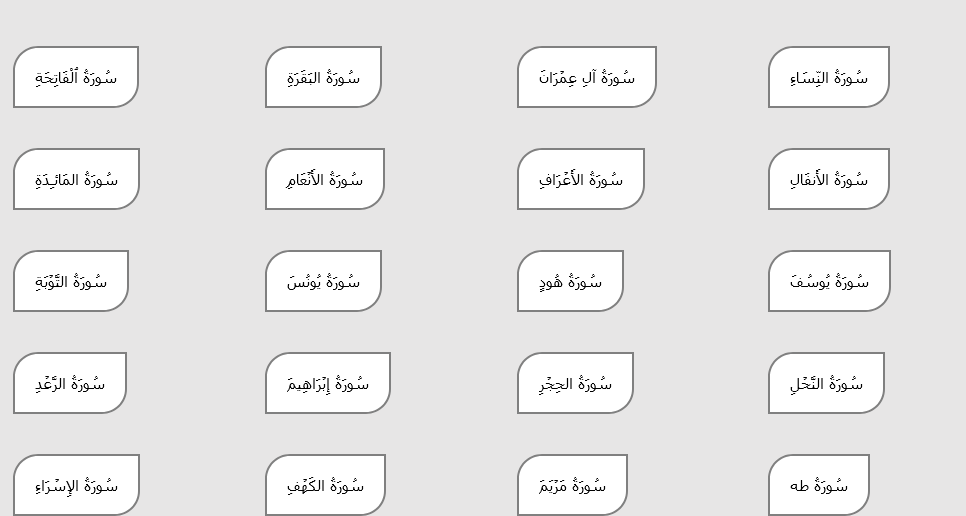 سُورَةُ ٱلْفَاتِحَةِ
سُورَةُ البَقَرَةِ
سُورَةُ آلِ عِمۡرَانَ
سُورَةُ النِّسَاءِ
سُورَةُ المَائـِدَةِ
سُورَةُ الأَنۡعَامِ
سُورَةُ الأَعۡرَافِ
سُورَةُ الأَنفَالِ
سُورَةُ التَّوۡبَةِ
سُورَةُ يُونُسَ
سُورَةُ هُودٍ
سُورَةُ يُوسُفَ
سُورَةُ الرَّعۡدِ
سُورَةُ إِبۡرَاهِيمَ
سُورَةُ الحِجۡرِ
سُورَةُ النَّحۡلِ
سُورَةُ الإِسۡرَاءِ
سُورَةُ الكَهۡفِ
سُورَةُ مَرۡيَمَ
سُورَةُ طه